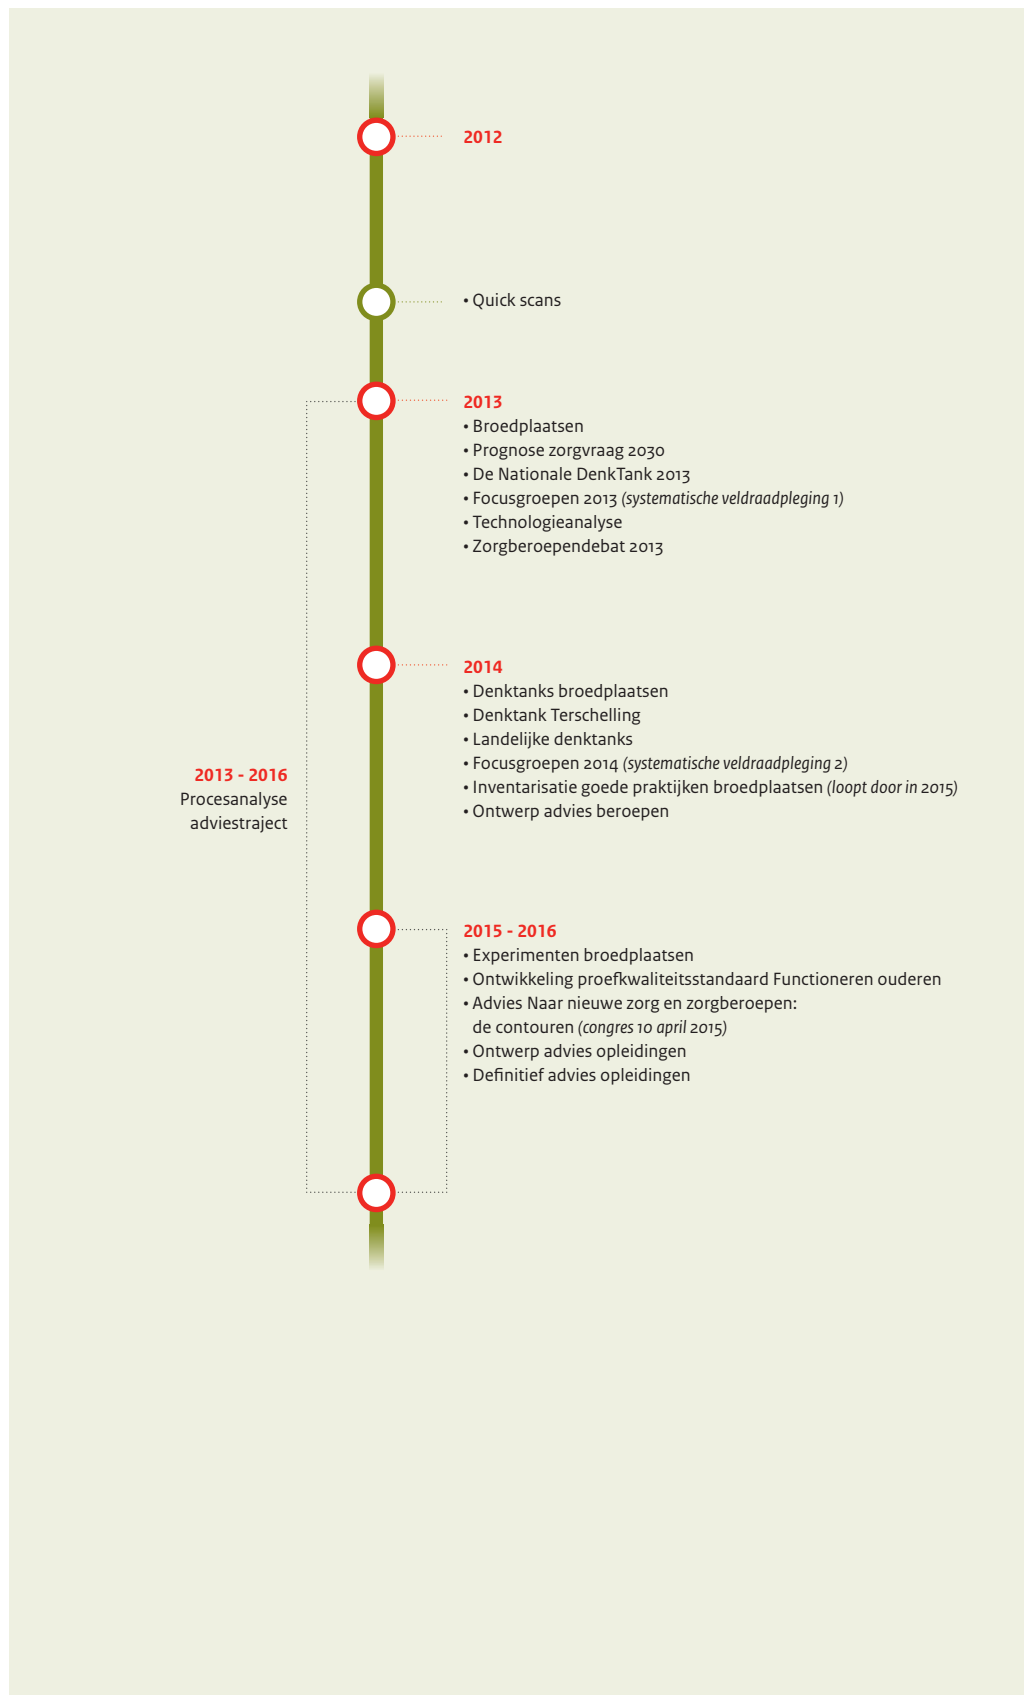 2012
• Quick scans
2013
• Broedplaatsen
• Prognose zorgvraag 2030
• De Nationale DenkTank 2013
• Focusgroepen 2013 (systematische veldraadpleging 1)
• Technologieanalyse
• Zorgberoependebat 2013
2014
• Denktanks broedplaatsen
• Denktank Terschelling
• Landelijke denktanks
• Focusgroepen 2014 (systematische veldraadpleging 2)
• Inventarisatie goede praktijken broedplaatsen (loopt door in 2015)
• Ontwerp advies beroepen
2013 - 2016
Procesanalyse
adviestraject
2015 - 2016
• Experimenten broedplaatsen
• Ontwikkeling proefkwaliteitsstandaard Functioneren ouderen
• Advies Naar nieuwe zorg en zorgberoepen:
de contouren (congres 10 april 2015)
• Ontwerp advies opleidingen
• Definitief advies opleidingen